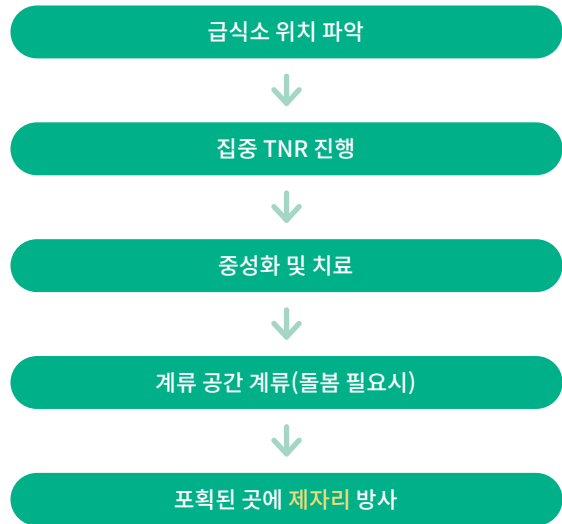 급식소 위치 파악
집중 TNR 진행
중성화 및 치료
계류 공간 계류(돌봄 필요시)
포획된 곳에 제자리 방사